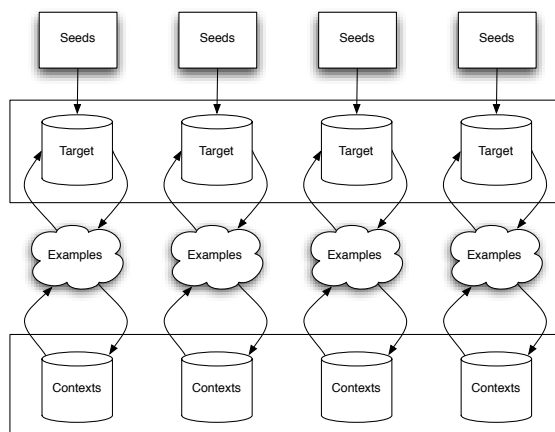 Seeds Seeds Seeds Seeds
Target Target Target Target
Examples Examples Examples Examples
Contexts Contexts Contexts Contexts